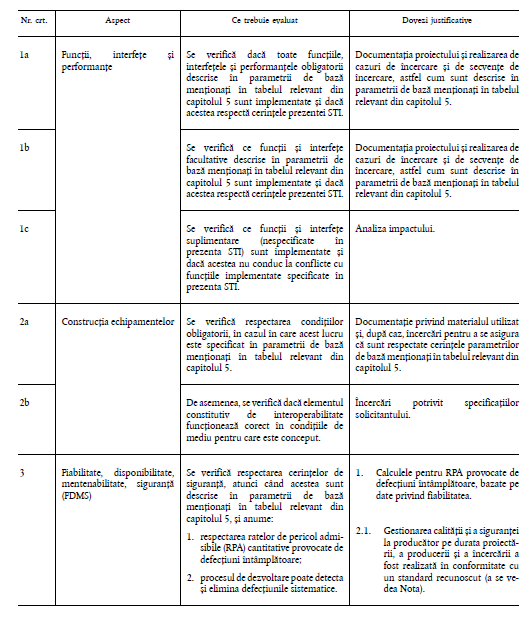 Nr. crt.
Aspect
Ce trebuie evaluat
Dovezi justificative
1a
Funcții, interfețe și
performanțe
Se verifică dacă toate funcțiile,
interfețele și performanțele obligatorii
descrise în parametrii de bază
menționați în tabelul relevant din
capitolul 5 sunt implementate și dacă
acestea respectă cerințele prezentei STI.
Documentația proiectului și realizarea de
cazuri de încercare și de secvențe de
încercare, astfel cum sunt descrise în
parametrii de bază menționați în tabelul
relevant din capitolul 5.
1b
Se verifică ce funcții și interfețe
facultative descrise în parametrii de
bază menționați în tabelul relevant din
capitolul 5 sunt implementate și dacă
acestea respectă cerințele prezentei STI.
Documentația proiectului și realizarea de
cazuri de încercare și de secvențe de
încercare, astfel cum sunt descrise în
parametrii de bază menționați în tabelul
relevant din capitolul 5.
1c
Se verifică ce funcții și interfețe
suplimentare (nespecificate în
prezenta STI) sunt implementate și
dacă acestea nu conduc la conflicte cu
funcțiile implementate specificate în
prezenta STI.
Analiza impactului.
2a
Construcția echipamentelor
Se verifică respectarea condițiilor
obligatorii, în cazul în care acest lucru
este specificat în parametrii de bază
menționați în tabelul relevant din
capitolul 5.
Documentație privind materialul utilizat
și, după caz, încercări pentru a se asigura
că sunt respectate cerințele parametrilor
de bază menționați în tabelul relevant din
capitolul 5.
2b
De asemenea, se verifică dacă elementul
constitutiv de interoperabilitate
funcționează corect în condițiile de
mediu pentru care este conceput.
Încercări potrivit specificațiilor
solicitantului.
3
Fiabilitate, disponibilitate,
mentenabilitate, siguranță
(FDMS)
Se verifică respectarea cerințelor de
siguranță, atunci când acestea sunt
descrise în parametrii de bază
menționați în tabelul relevant din
capitolul 5, și anume:
1. respectarea ratelor de pericol admi-
sibile (RPA) cantitative provocate de
defecțiuni întâmplătoare;
2. procesul de dezvoltare poate detecta
și elimina defecțiunile sistematice.
1. Calculele pentru RPA provocate de
defecțiuni întâmplătoare, bazate pe
date privind fiabilitatea.
2.1. Gestionarea calității și a siguranței
la producător pe durata proiectă-
rii, a producerii și a încercării a
fost realizată în conformitate cu
un standard recunoscut (a se ve-
dea Nota).